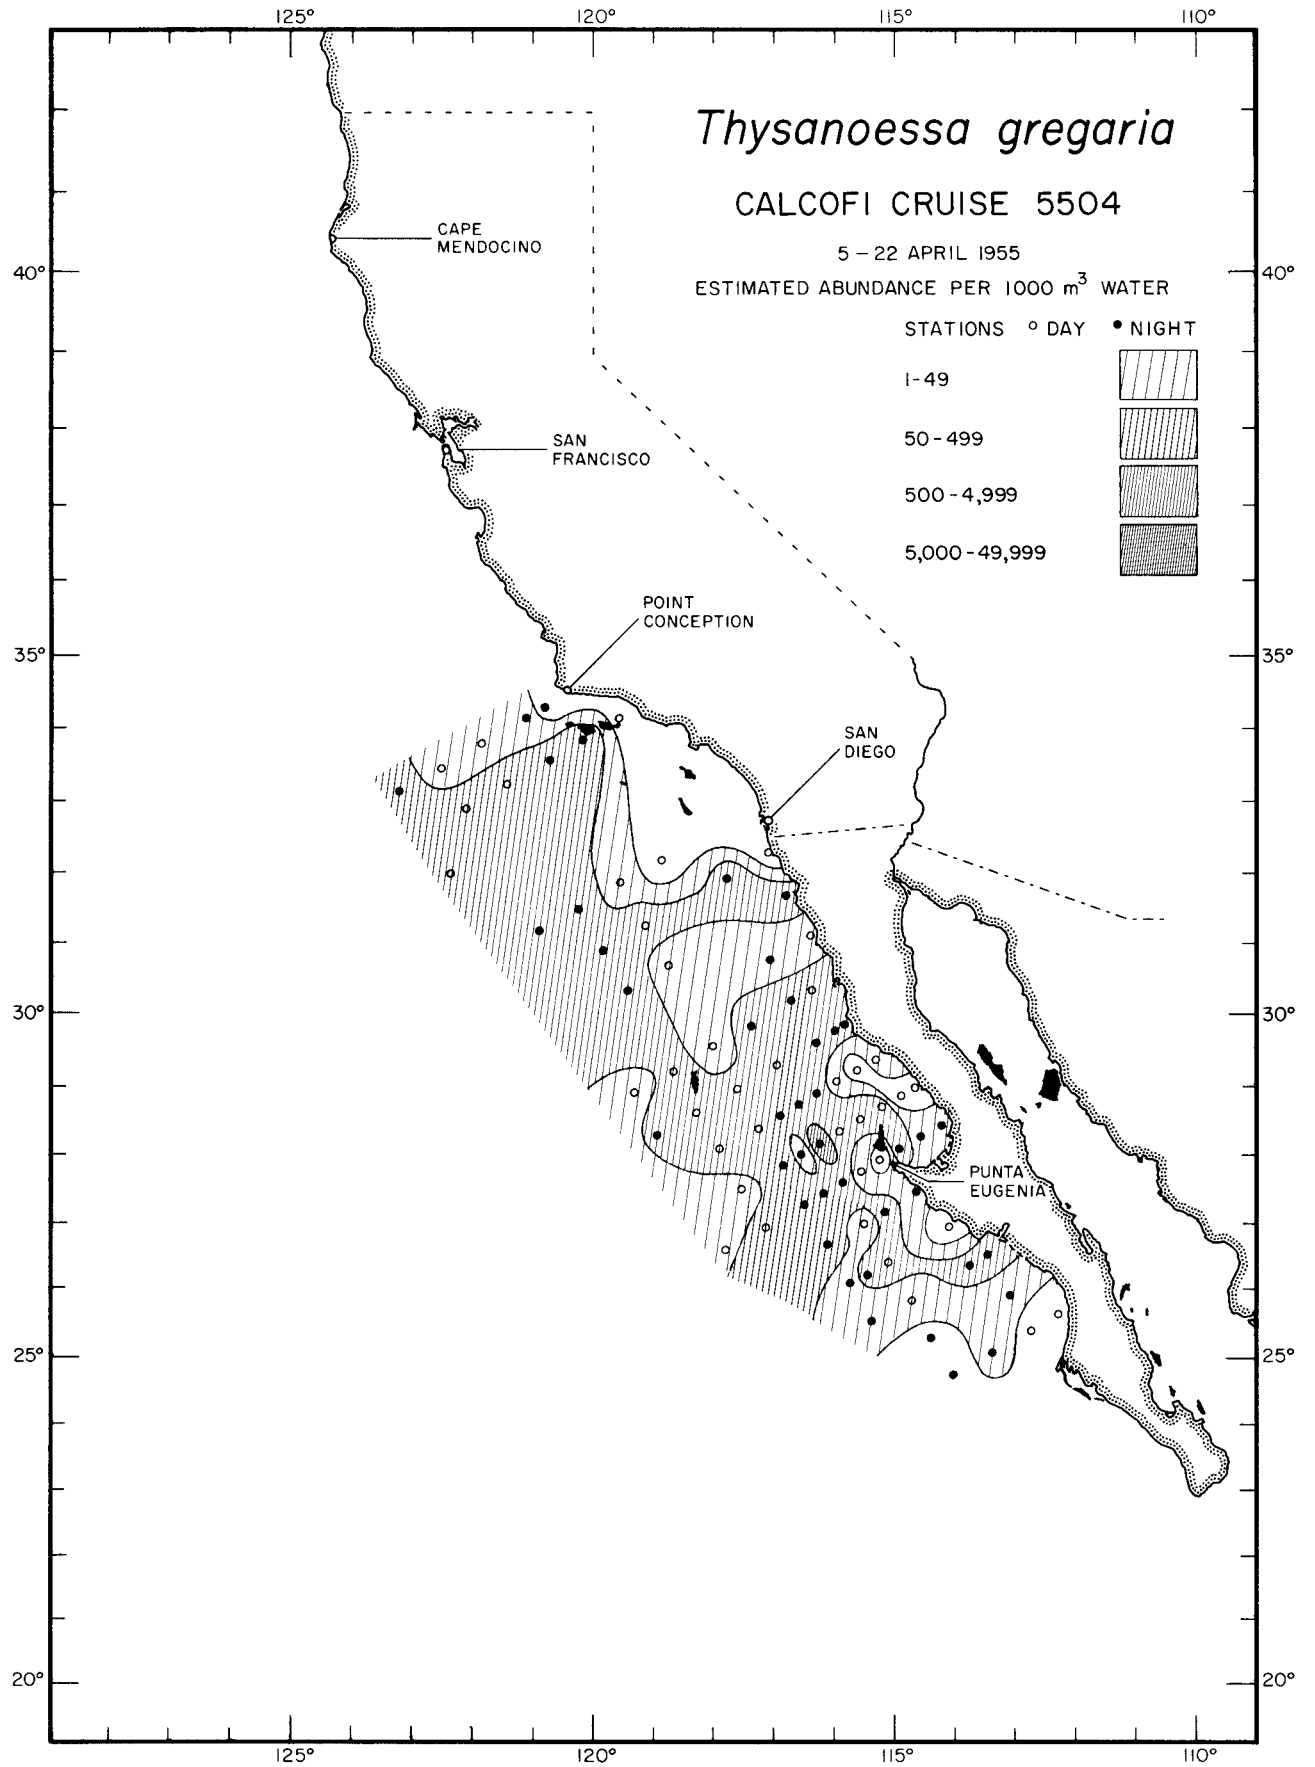 125° 120° 115° 110°
Thysanoessa gregaria
CALCOFI CRUISE 5504
5 – 22 APRIL 1955
ESTIMATED ABUNDANCE PER 1000 m³ WATER
STATIONS ○ DAY ● NIGHT
1-49
50-499
500-4,999
5,000-49,999
CAPE
MENDOCINO
40° 40°
SAN
FRANCISCO
POINT
CONCEPTION
35° 35°
SAN
DIEGO
30° 30°
PUNTA
EUGENIA
25° 25°
20° 20°
125° 120° 115° 110°